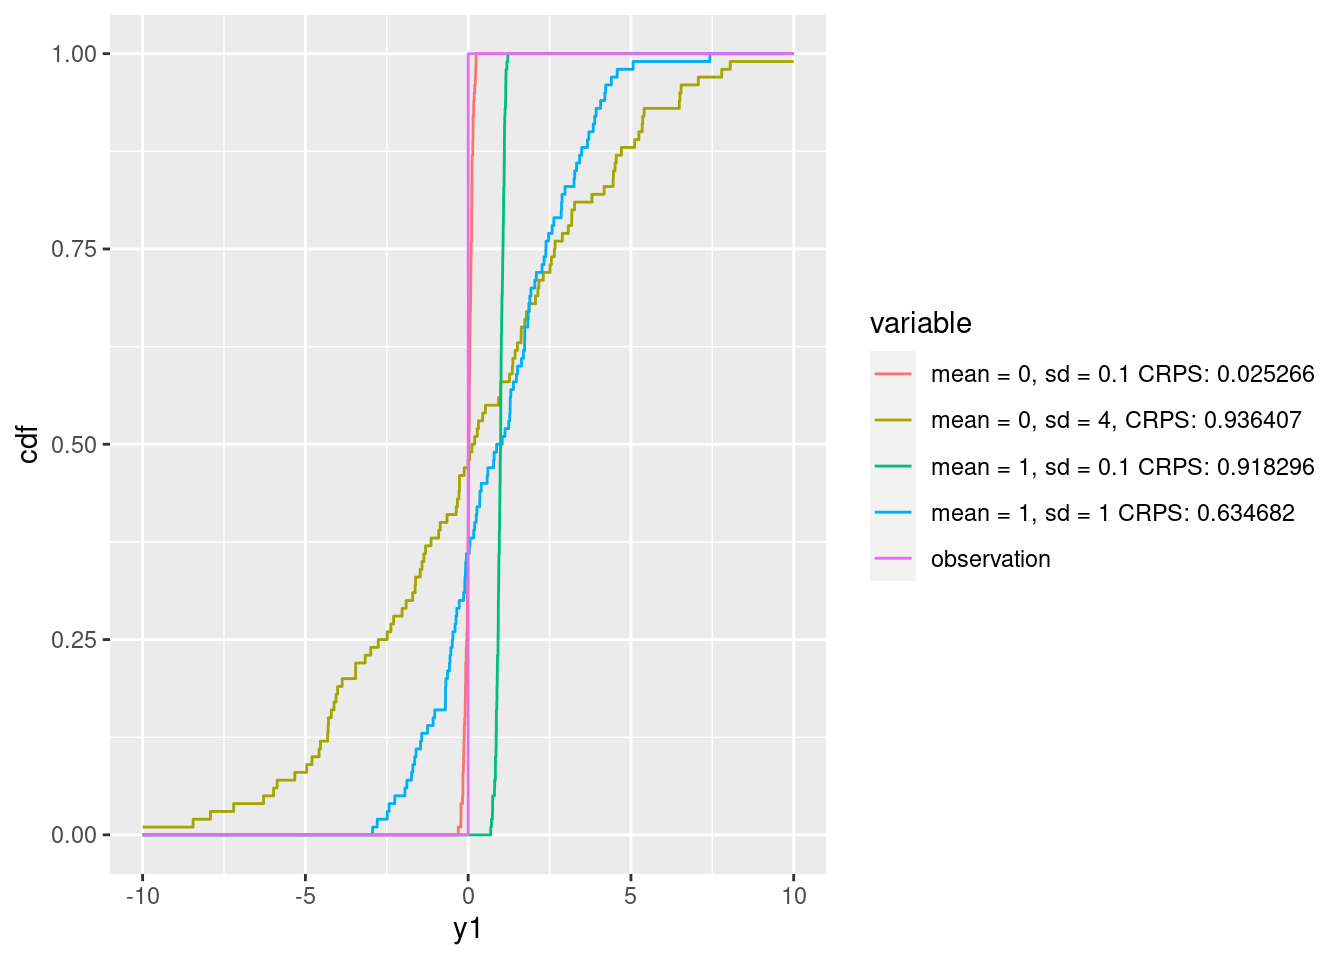 1.00
0.75
0.50
0.25
0.00
cdf
-10
-5
0
5
10
y1
variable
mean = 0, sd = 0.1 CRPS: 0.025266
mean = 0, sd = 4, CRPS: 0.936407
mean = 1, sd = 0.1 CRPS: 0.918296
mean = 1, sd = 1 CRPS: 0.634682
observation